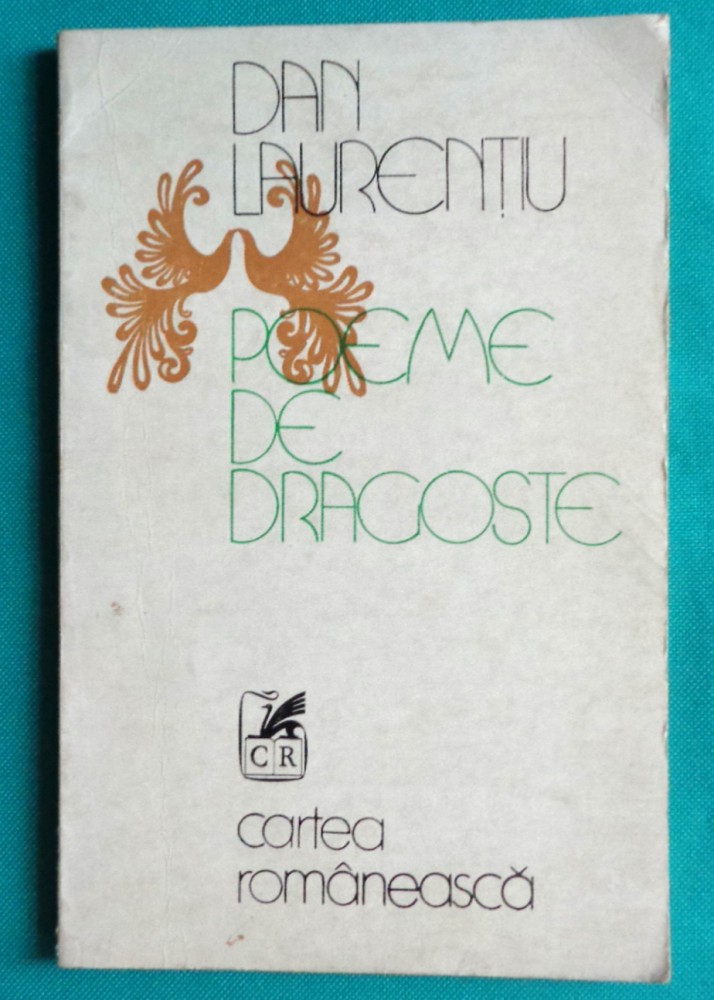 DAN
LAURENȚIU
POEME
DE
DRAGOSTE
CR
cartea
românească